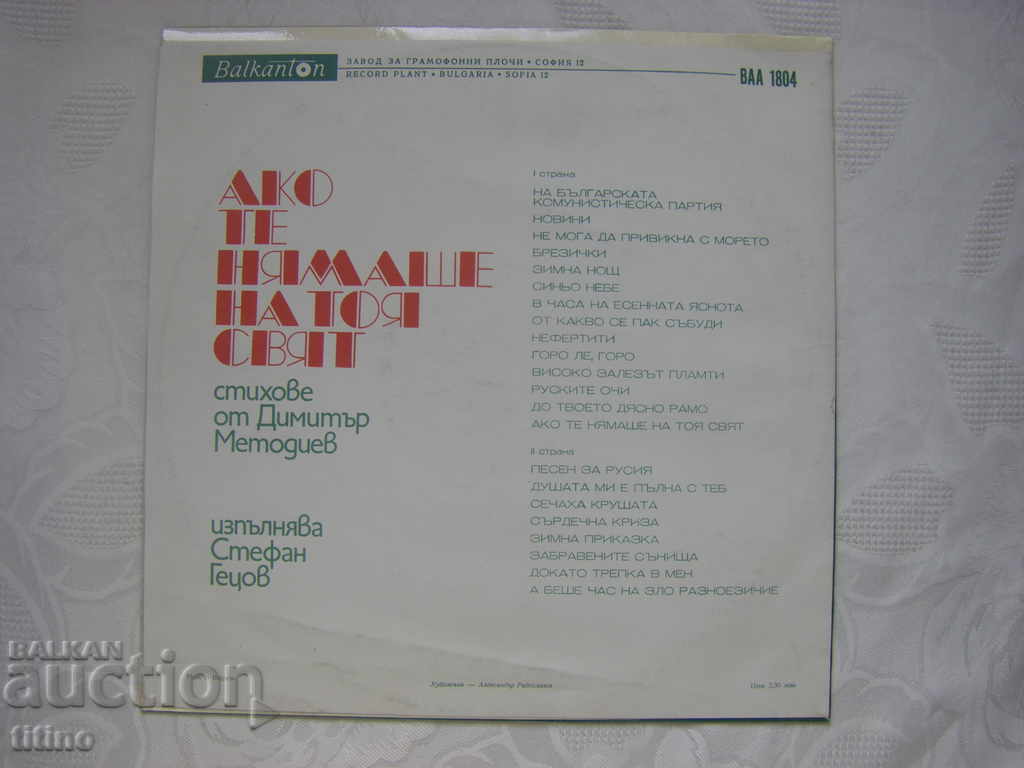 Balkanton
ЗАВОД ЗА ГРАМОФОННИ ПЛОЧИ • СОФИЯ 12
RECORD PLANT • BULGARIA • SOFIA 12
ВАА 1804
АКО
ТЕ
НЯМАШЕ
НА ТОЯ
СВЯТ
стихове
от Димитър
Методиев
изпълнява
Стефан
Гецов
I страна
НА БЪЛГАРСКАТА
КОМУНИСТИЧЕСКА ПАРТИЯ
НОВИНИ
НЕ МОГА ДА ПРИВИКНА С МОРЕТО
БРЕЗИЧКИ
ЗИМНА НОЩ
СИНЬО НЕБЕ
В ЧАСА НА ЕСЕННАТА ЯСНОТА
ОТ КАКВО СЕ ПАК СЪБУДИ
НЕФЕРТИТИ
ГОРО ЛЕ, ГОРО
ВИСОКО ЗАЛЕЗЪТ ПЛАМТИ
РУСКИТЕ ОЧИ
ДО ТВОЕТО ДЯСНО РАМО
АКО ТЕ НЯМАШЕ НА ТОЯ СВЯТ
II страна
ПЕСЕН ЗА РУСИЯ
ДУШАТА МИ Е ПЪЛНА С ТЕБ
СЕЧАХА КРУШАТА
СЪРДЕЧНА КРИЗА
ЗИМНА ПРИКАЗКА
ЗАБРАВЕНИТЕ СЪНИЩА
ДОКАТО ТРЕПКА В МЕН
А БЕШЕ ЧАС НА ЗЛО РАЗНОЕЗИЧИЕ
Художник — Александър
Цена
BALKAN
auction
titino